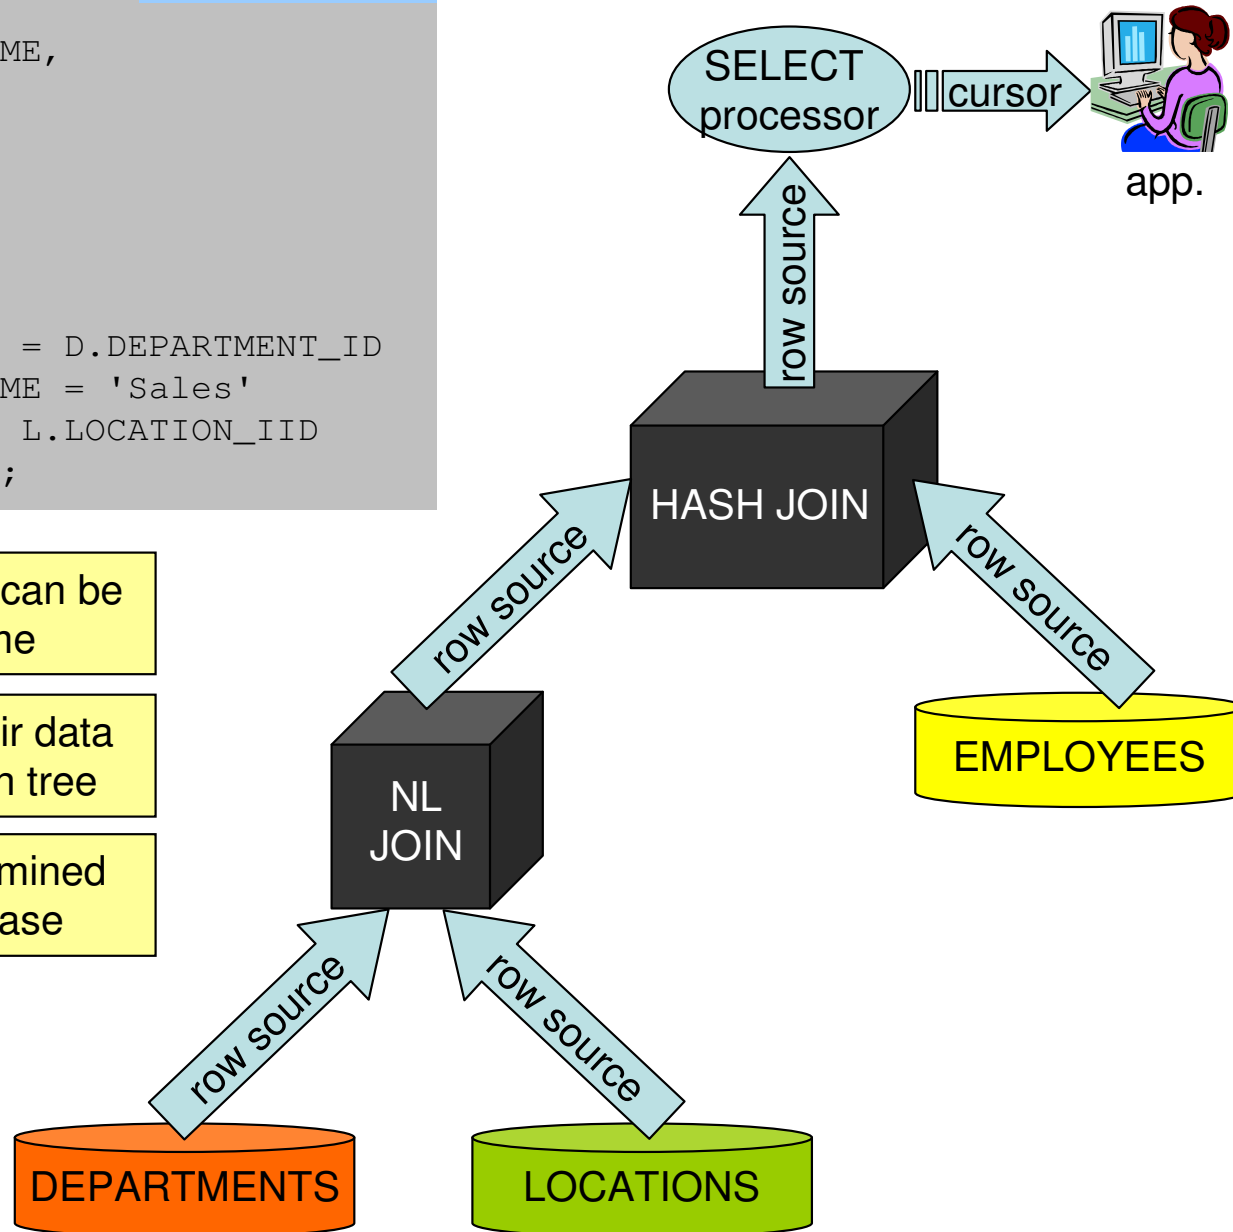 ME,
= D.DEPARTMENT_ID
ME = 'Sales'
L.LOCATION_IID
;
can be
ne
ir data
n tree
mined
ase
SELECT
processor
cursor
app.
row source
HASH JOIN
row source
row source
NL
JOIN
EMPLOYEES
row source
row source
DEPARTMENTS
LOCATIONS